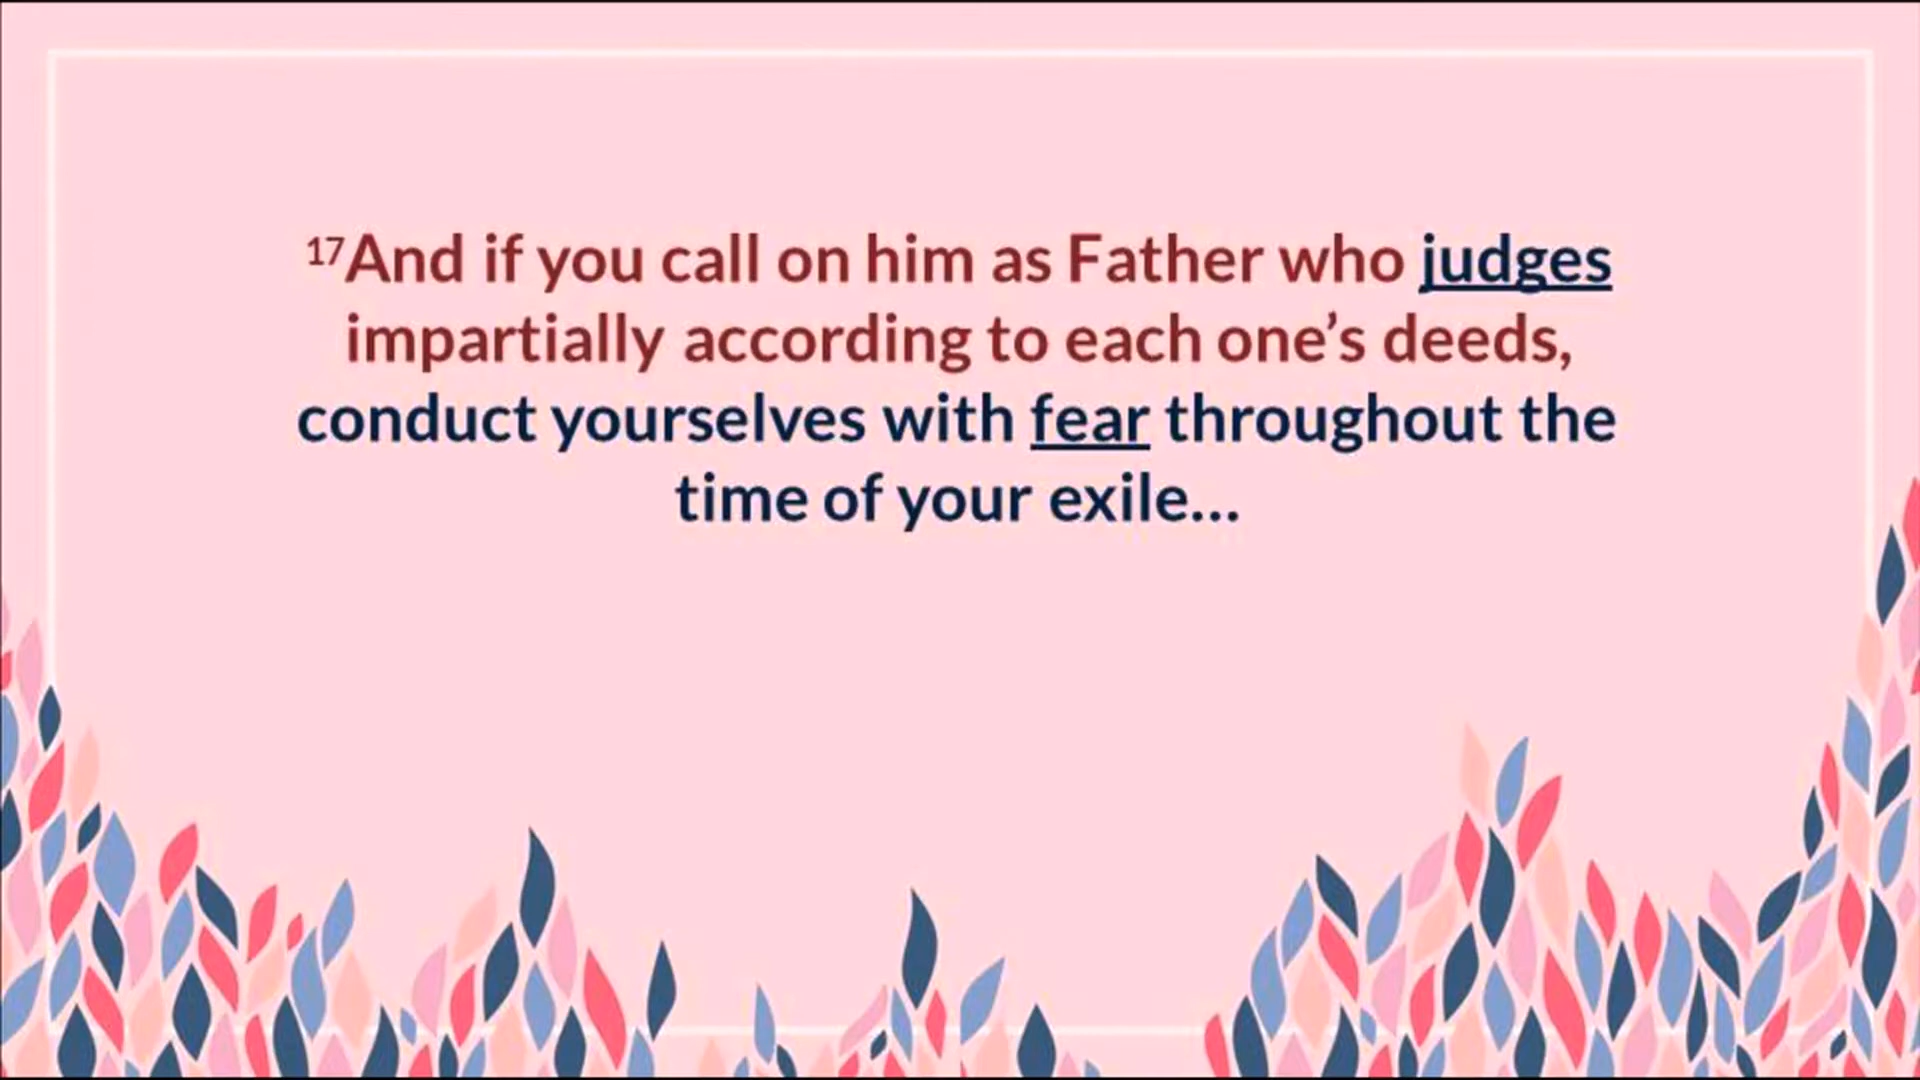 17And if you call on him as Father who judges
impartially according to each one’s deeds,
conduct yourselves with fear throughout the
time of your exile...